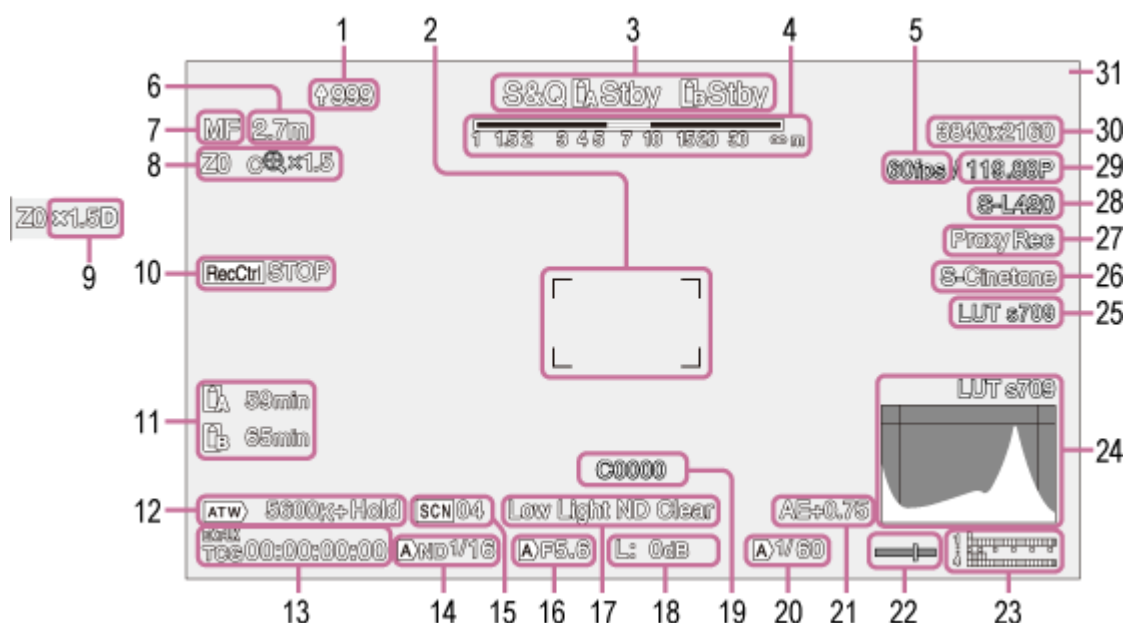 1 2 3 4 5
6 31
999
S&Q A Stby B Stby
7 MF 2.7m
1 1.5 2 3 4 5 7 10 15 20 30 ∞ m
3840x2160 30
8 Z0 C ×1.5
60fps / 119.88P 29
S-L420 28
Z0 ×1.5D
Proxy Rec 27
9
10 RecCtrl STOP
S-Cinetone 26
LUT s709 25
A 59min
11
B 65min
LUT s709
24
C0000
12 ATW 5600K+Hold SCN 04 Low Light ND Clear AE+0.75
TCG 00:00:00:00 A ND 1/16 A F5.6 L: 0dB A 1/60
1
4
13 14 15 16 17 18 19 20 21 22 23